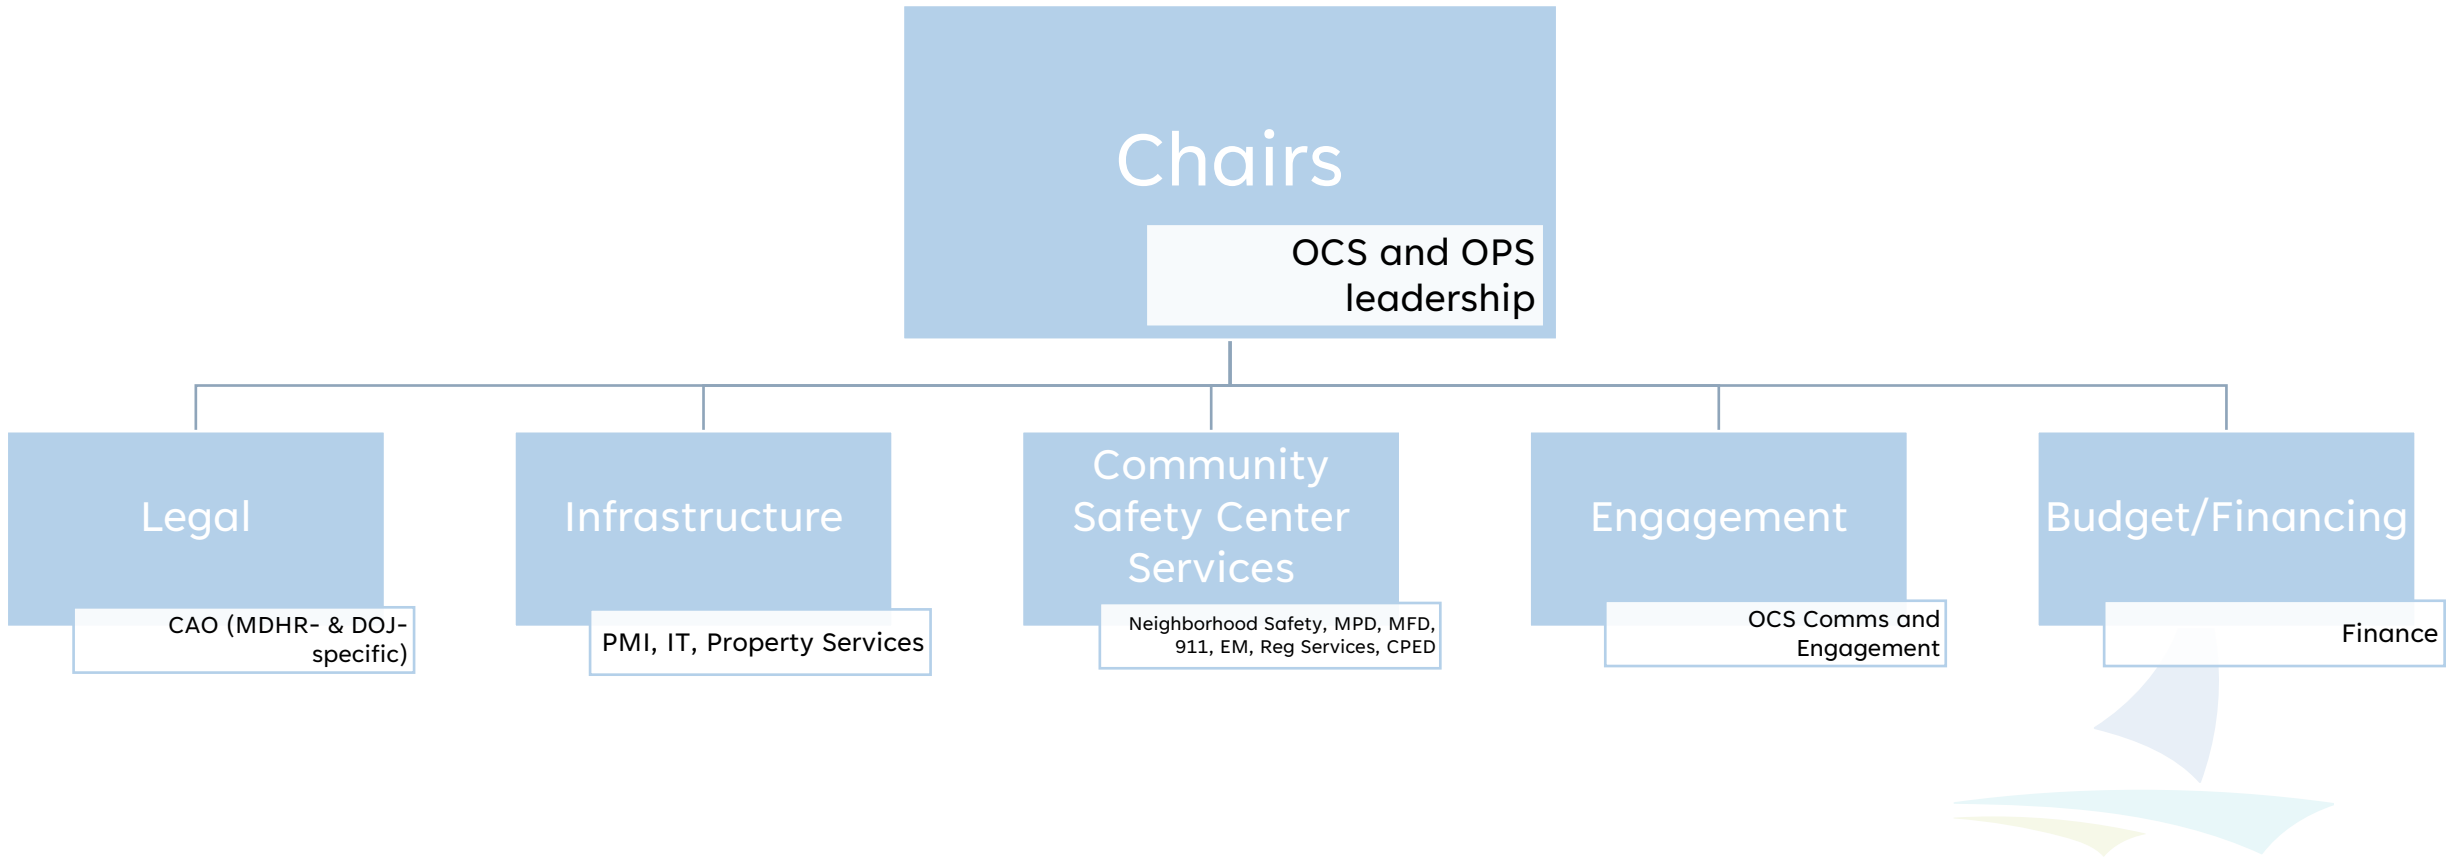 Chairs
OCS and OPS
leadership
Legal
CAO (MDHR- & DOJ-
specific)
Infrastructure
PMI, IT, Property Services
Community
Safety Center
Services
Neighborhood Safety, MPD, MFD,
911, EM, Reg Services, CPED
Engagement
OCS Comms and
Engagement
Budget/Financing
Finance